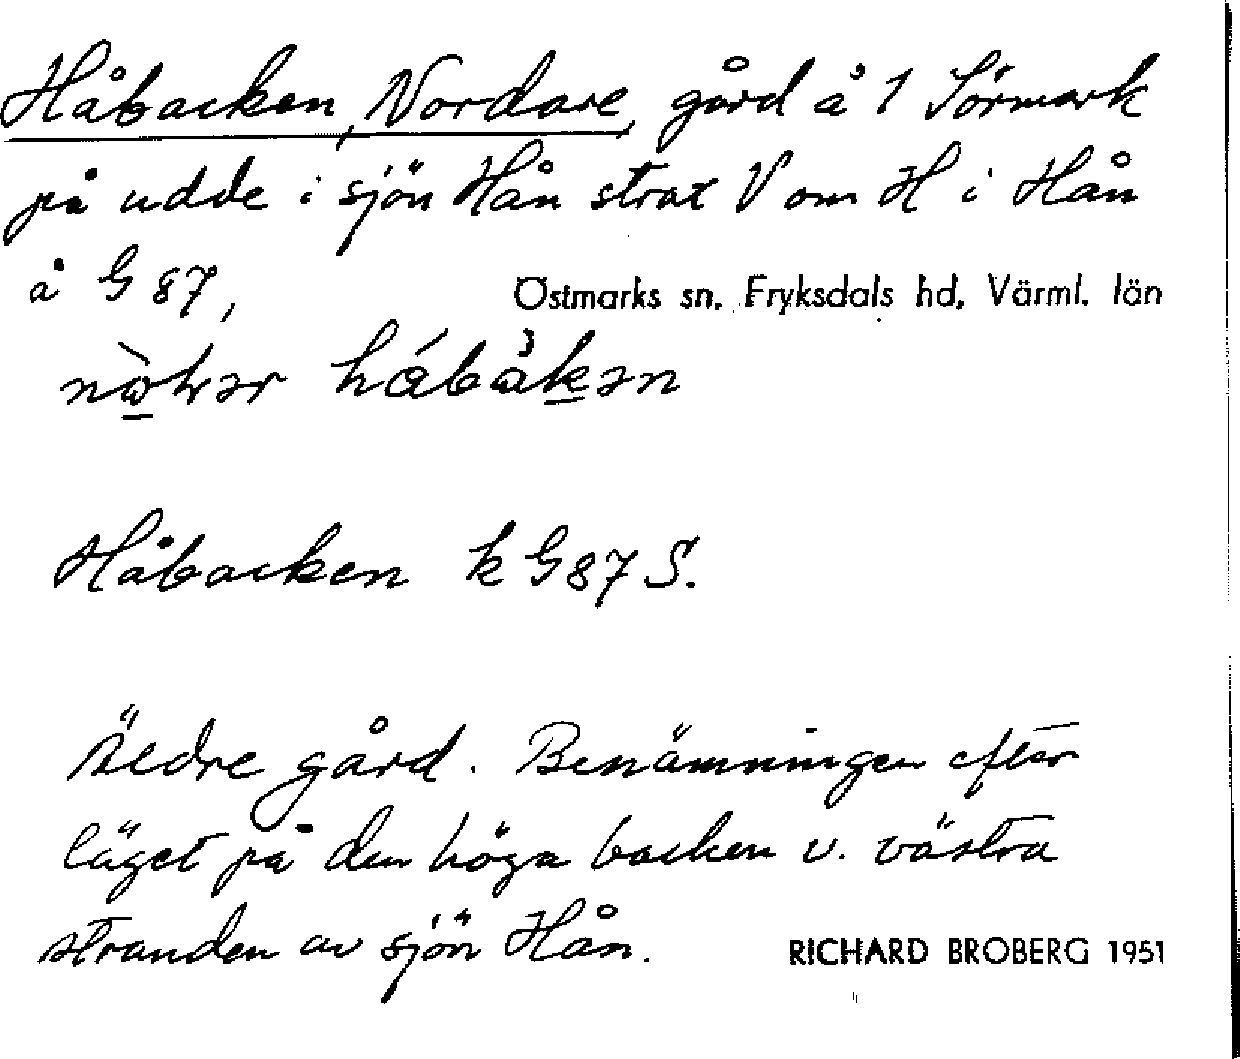 Håbacken, Nordare, gård å 1 Sörmark
på udde i sjön Hån strax V om H i Hån
å G 87,
Östmarks sn. Fryksdals hd, Värml. län
håbàkən
Håbacken k G 87 S.
Äldre gård. Benämningen efter
läget på den höga backen v. västra
stranden av sjön Hån.
RICHARD BROBERG 1951